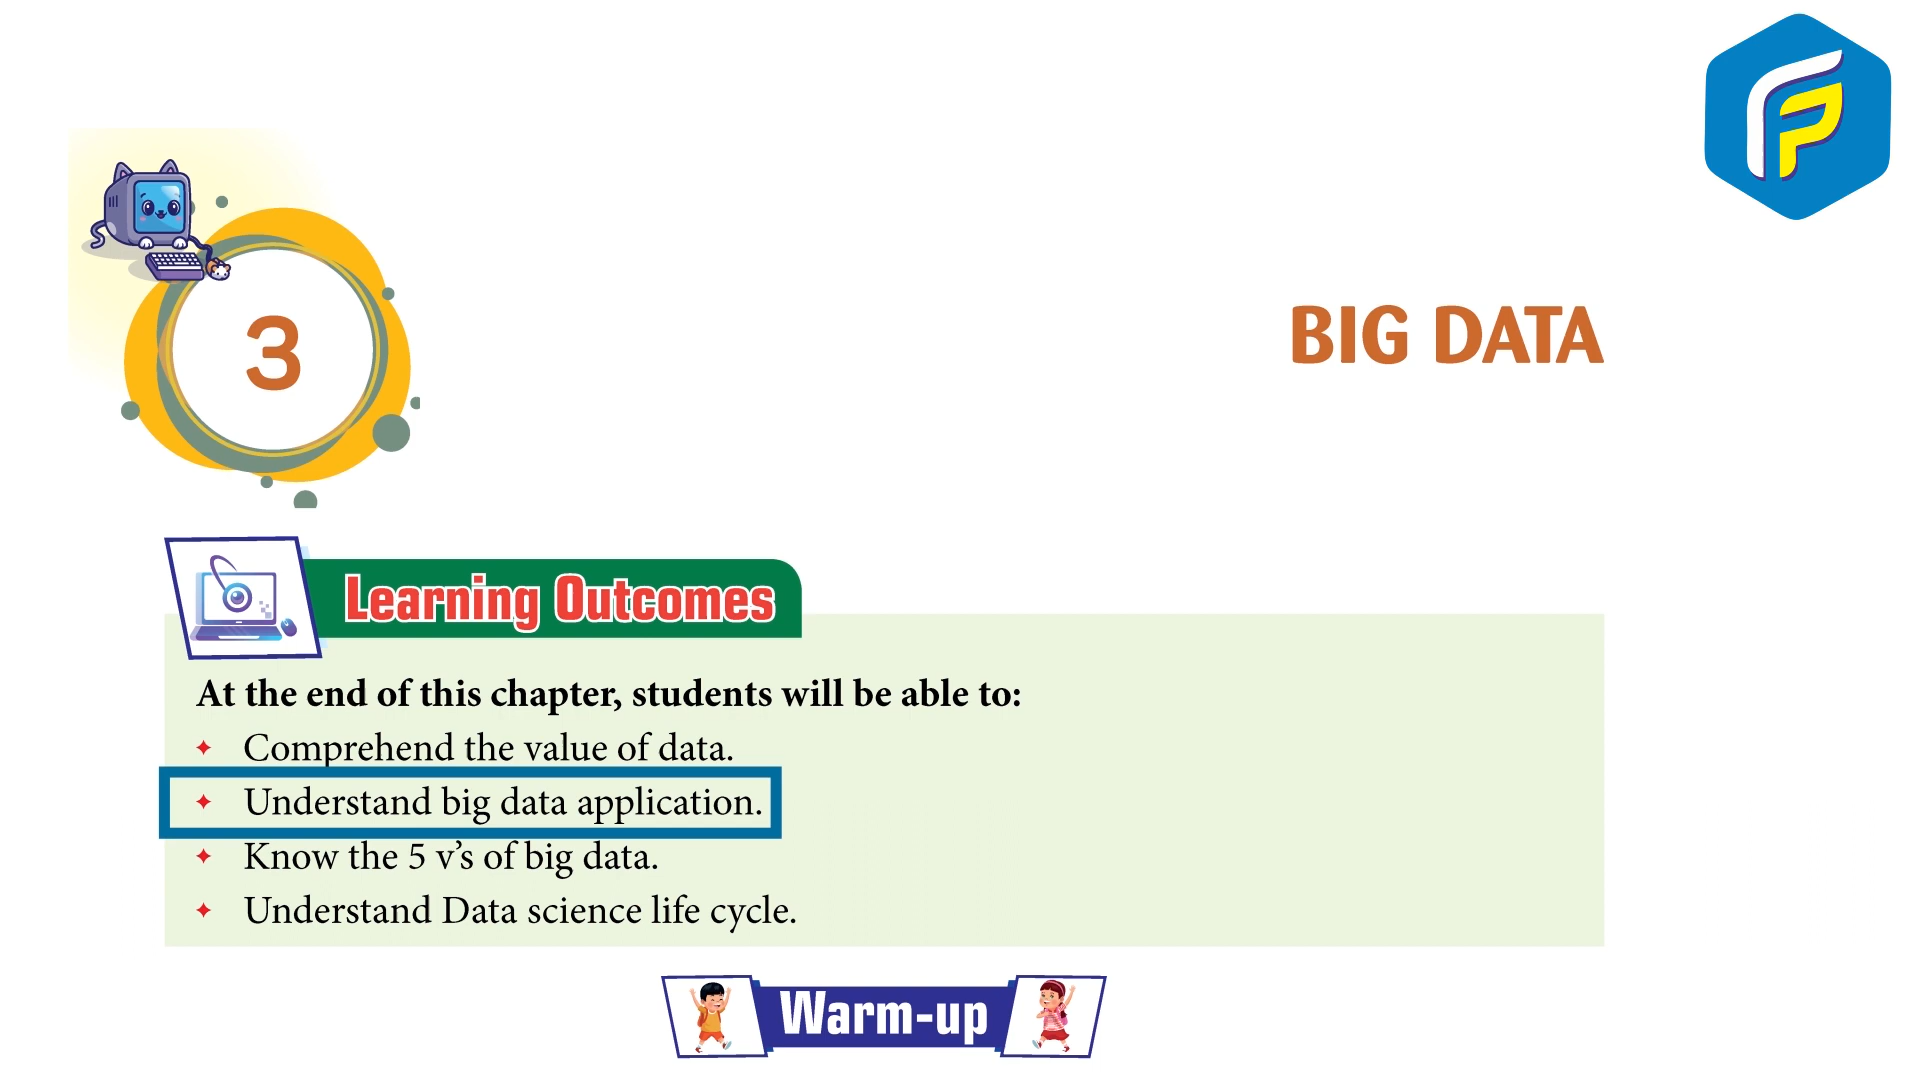 3
BIG DATA
Learning Outcomes
At the end of this chapter, students will be able to:
✦ Comprehend the value of data.
✦ Understand big data application.
✦ Know the 5 v’s of big data.
✦ Understand Data science life cycle.
Warm-up